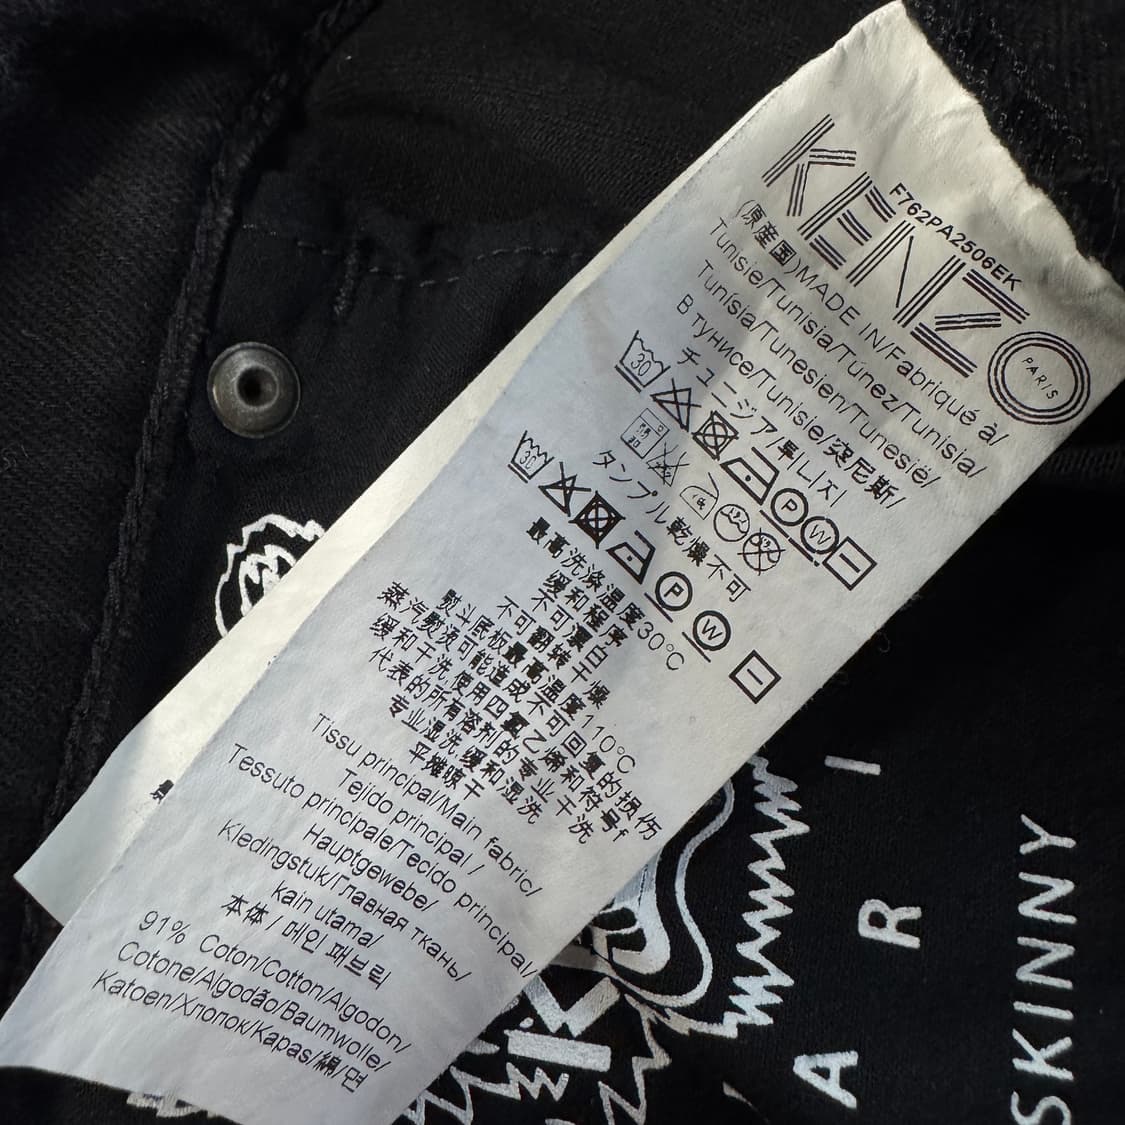 KENZO
PARIS
F762PA2506EK
(原産国)MADE IN/Fabriqué à/
Tunisie/Tunisia/Túnez/Tunisia/
Tunísia/Tunesien/Tunesië/
В тунисе/Tunisie/突尼斯/
チュニジア/튀니지
30
P
W
タンブル乾燥不可
30
P
W
最高洗涤温度30°C
缓和程序
不可漂白
不可翻转干燥
熨斗底板最高温度110°C
蒸汽熨烫可能造成不可回复的损伤
缓和干洗使用四氯乙烯和符号f
代表的所有溶剂的专业干洗
专业湿洗缓和湿洗
平摊晾干
Tissu principal/Main fabric/
Tejido principal /
Tessuto principale/Tecido principal/
Hauptgewebe/
Kledingstuk/Главная ткань/
kain utama/
本体 / 메인 패브릭
91% Coton/Cotton/Algodon/
Cotone/Algodão/Baumwolle/
Katoen/Хлопок/Kapas/綿/면
A R I
SKINNY